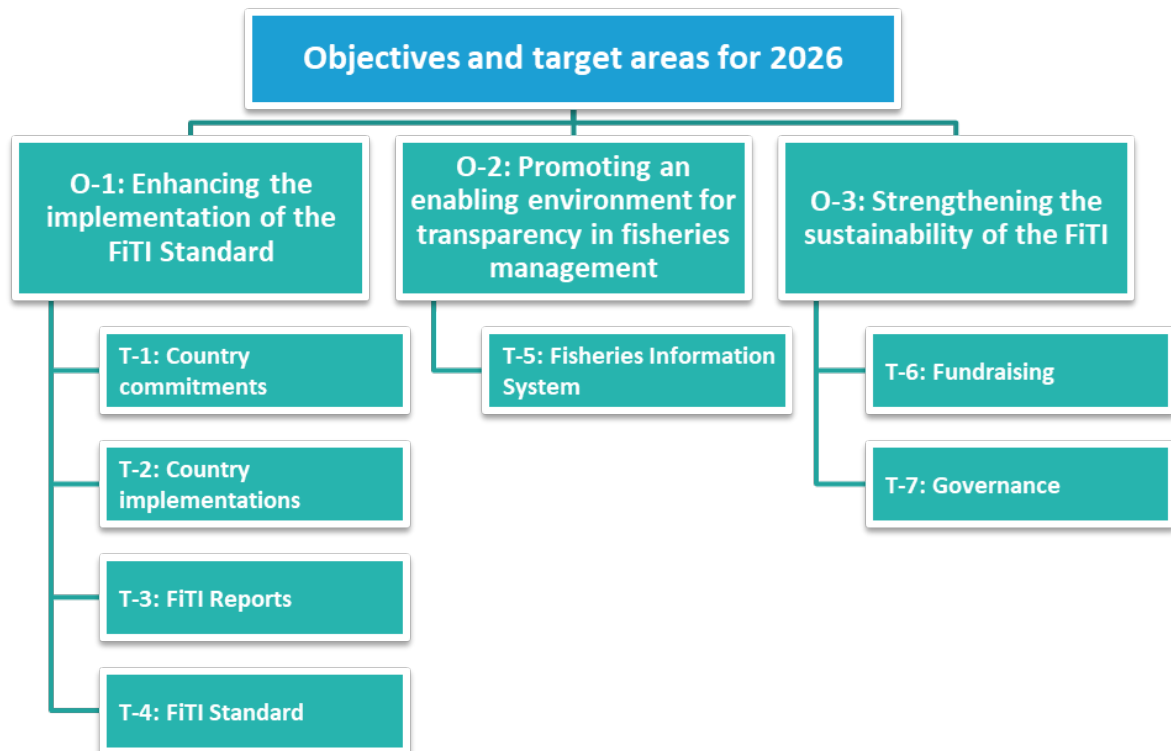 Objectives and target areas for 2026
O-1: Enhancing the
implementation of the
FiTI Standard
T-1: Country
commitments
T-2: Country
implementations
T-3: FiTI Reports
T-4: FiTI Standard
O-2: Promoting an
enabling environment for
transparency in fisheries
management
T-5: Fisheries Information
System
O-3: Strengthening the
sustainability of the FiTI
T-6: Fundraising
T-7: Governance